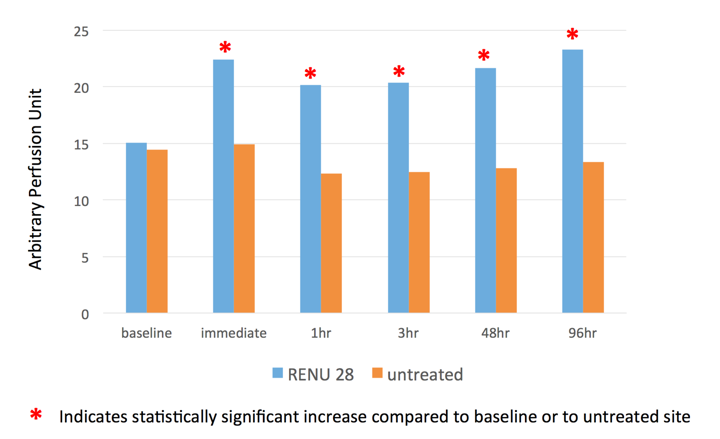 Arbitrary Perfusion Unit
25
20
15
10
5
0
baseline immediate 1hr 3hr 48hr 96hr
RENU 28 untreated
* Indicates statistically significant increase compared to baseline or to untreated site